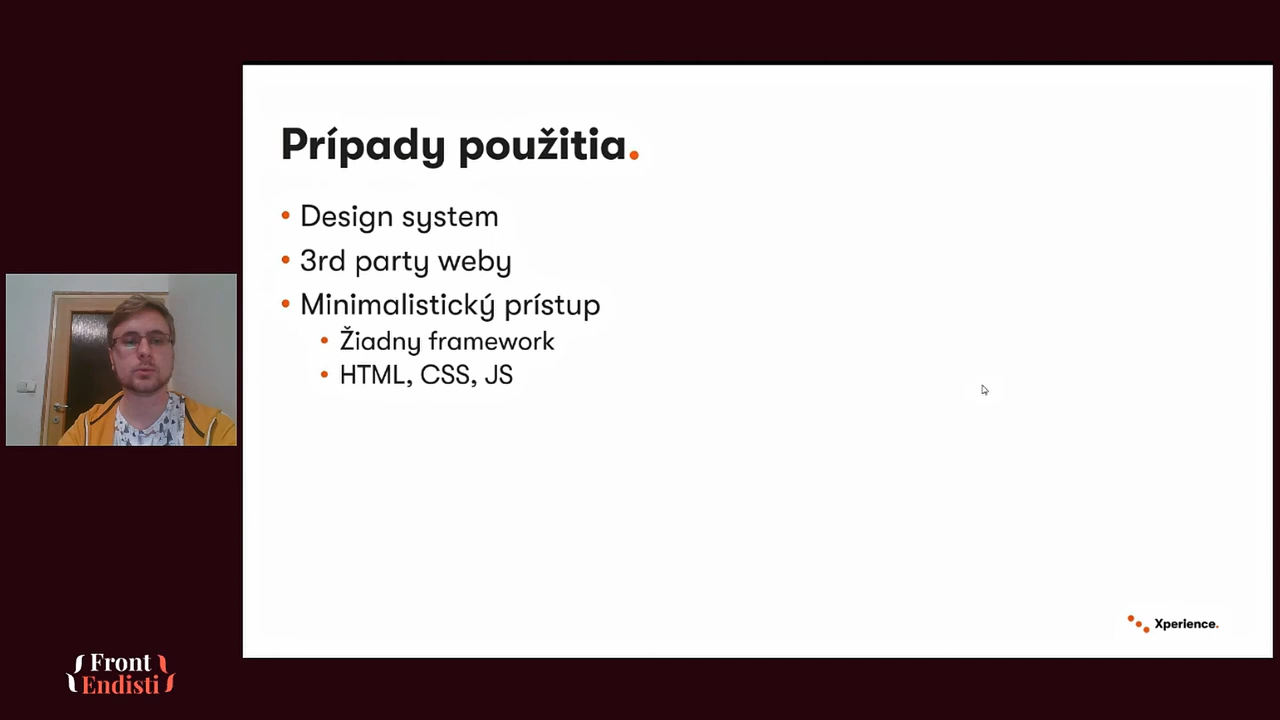 Prípady použitia.
• Design system
• 3rd party weby
• Minimalistický prístup
• Žiadny framework
• HTML, CSS, JS
Xperience.
{Front
Endisti}